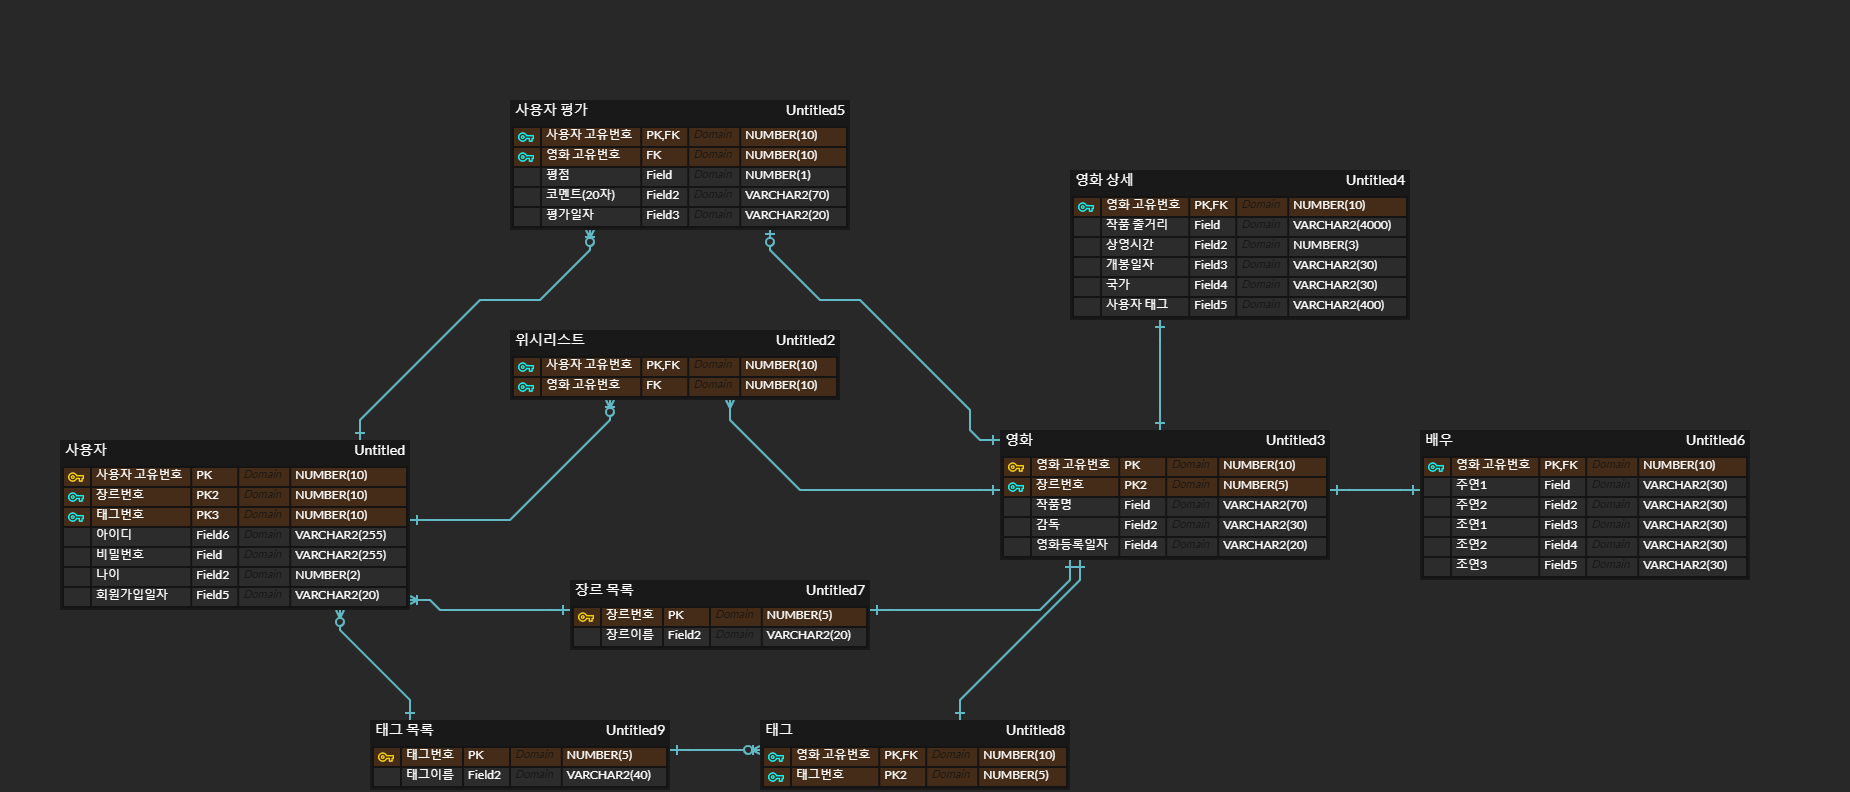 사용자 평가 Untitled5
사용자 고유번호 PK,FK Domain NUMBER(10)
영화 고유번호 FK Domain NUMBER(10)
평점 Field Domain NUMBER(1)
코멘트(20자) Field2 Domain VARCHAR2(70)
평가일자 Field3 Domain VARCHAR2(20)
영화 상세 Untitled4
영화 고유번호 PK,FK Domain NUMBER(10)
작품 줄거리 Field Domain VARCHAR2(4000)
상영시간 Field2 Domain NUMBER(3)
개봉일자 Field3 Domain VARCHAR2(30)
국가 Field4 Domain VARCHAR2(30)
사용자 태그 Field5 Domain VARCHAR2(400)
위시리스트 Untitled2
사용자 고유번호 PK,FK Domain NUMBER(10)
영화 고유번호 FK Domain NUMBER(10)
사용자 Untitled
사용자 고유번호 PK Domain NUMBER(10)
장르번호 PK2 Domain NUMBER(10)
태그번호 PK3 Domain NUMBER(10)
아이디 Field6 Domain VARCHAR2(255)
비밀번호 Field Domain VARCHAR2(255)
나이 Field2 Domain NUMBER(2)
회원가입일자 Field5 Domain VARCHAR2(20)
영화 Untitled3
영화 고유번호 PK Domain NUMBER(10)
장르번호 PK2 Domain NUMBER(5)
작품명 Field Domain VARCHAR2(70)
감독 Field2 Domain VARCHAR2(30)
영화등록일자 Field4 Domain VARCHAR2(20)
배우 Untitled6
영화 고유번호 PK,FK Domain NUMBER(10)
주연1 Field Domain VARCHAR2(30)
주연2 Field2 Domain VARCHAR2(30)
조연1 Field3 Domain VARCHAR2(30)
조연2 Field4 Domain VARCHAR2(30)
조연3 Field5 Domain VARCHAR2(30)
장르 목록 Untitled7
장르번호 PK Domain NUMBER(5)
장르이름 Field2 Domain VARCHAR2(20)
태그 목록 Untitled9
태그번호 PK Domain NUMBER(5)
태그이름 Field2 Domain VARCHAR2(40)
태그 Untitled8
영화 고유번호 PK,FK Domain NUMBER(10)
태그번호 PK2 Domain NUMBER(5)